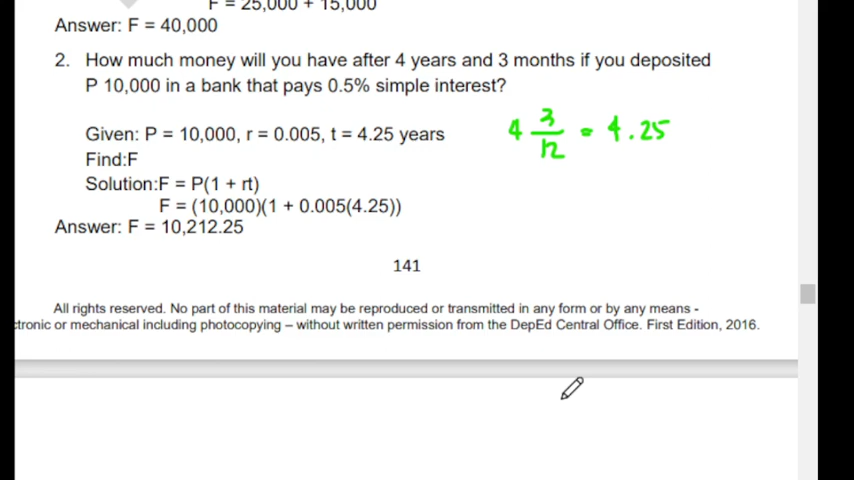 F = 25,000 + 15,000
Answer: F = 40,000
2. How much money will you have after 4 years and 3 months if you deposited
P 10,000 in a bank that pays 0.5% simple interest?
Given: P = 10,000, r = 0.005, t = 4.25 years
4 3/12 = 4.25
Find:F
Solution:F = P(1 + rt)
F = (10,000)(1 + 0.005(4.25))
Answer: F = 10,212.25
141
All rights reserved. No part of this material may be reproduced or transmitted in any form or by any means -
ctronic or mechanical including photocopying – without written permission from the DepEd Central Office. First Edition, 2016.